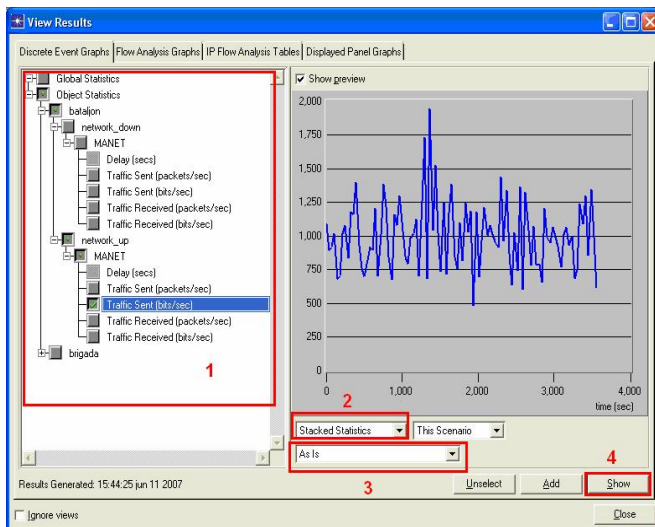 View Results
Discrete Event Graphs Flow Analysis Graphs IP Flow Analysis Tables Displayed Panel Graphs
Global Statistics
Object Statistics
bataljon
network_down
MANET
Delay (secs)
Traffic Sent (packets/sec)
Traffic Sent (bits/sec)
Traffic Received (packets/sec)
Traffic Received (bits/sec)
network_up
MANET
Delay (secs)
Traffic Sent (packets/sec)
Traffic Sent (bits/sec)
Traffic Received (packets/sec)
Traffic Received (bits/sec)
brigada
1
Show preview
2,000
1,750
1,500
1,250
1,000
750
500
250
0
0 1,000 2,000 3,000 4,000
time (sec)
2
Stacked Statistics This Scenario
As Is
3
4
Results Generated: 15:44:25 jun 11 2007
Unselect Add Show
Ignore views
Close